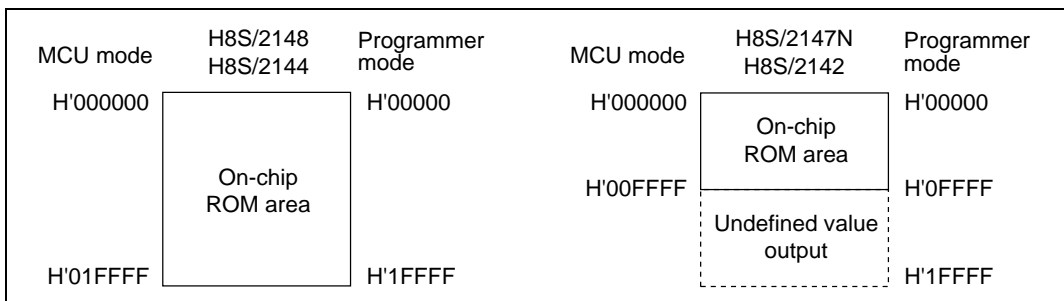 MCU mode
H8S/2148
H8S/2144
Programmer
mode
H'000000
H'00000
On-chip
ROM area
H'01FFFF
H'1FFFF
MCU mode
H8S/2147N
H8S/2142
Programmer
mode
H'000000
H'00000
On-chip
ROM area
H'00FFFF
H'0FFFF
Undefined value
output
H'1FFFF